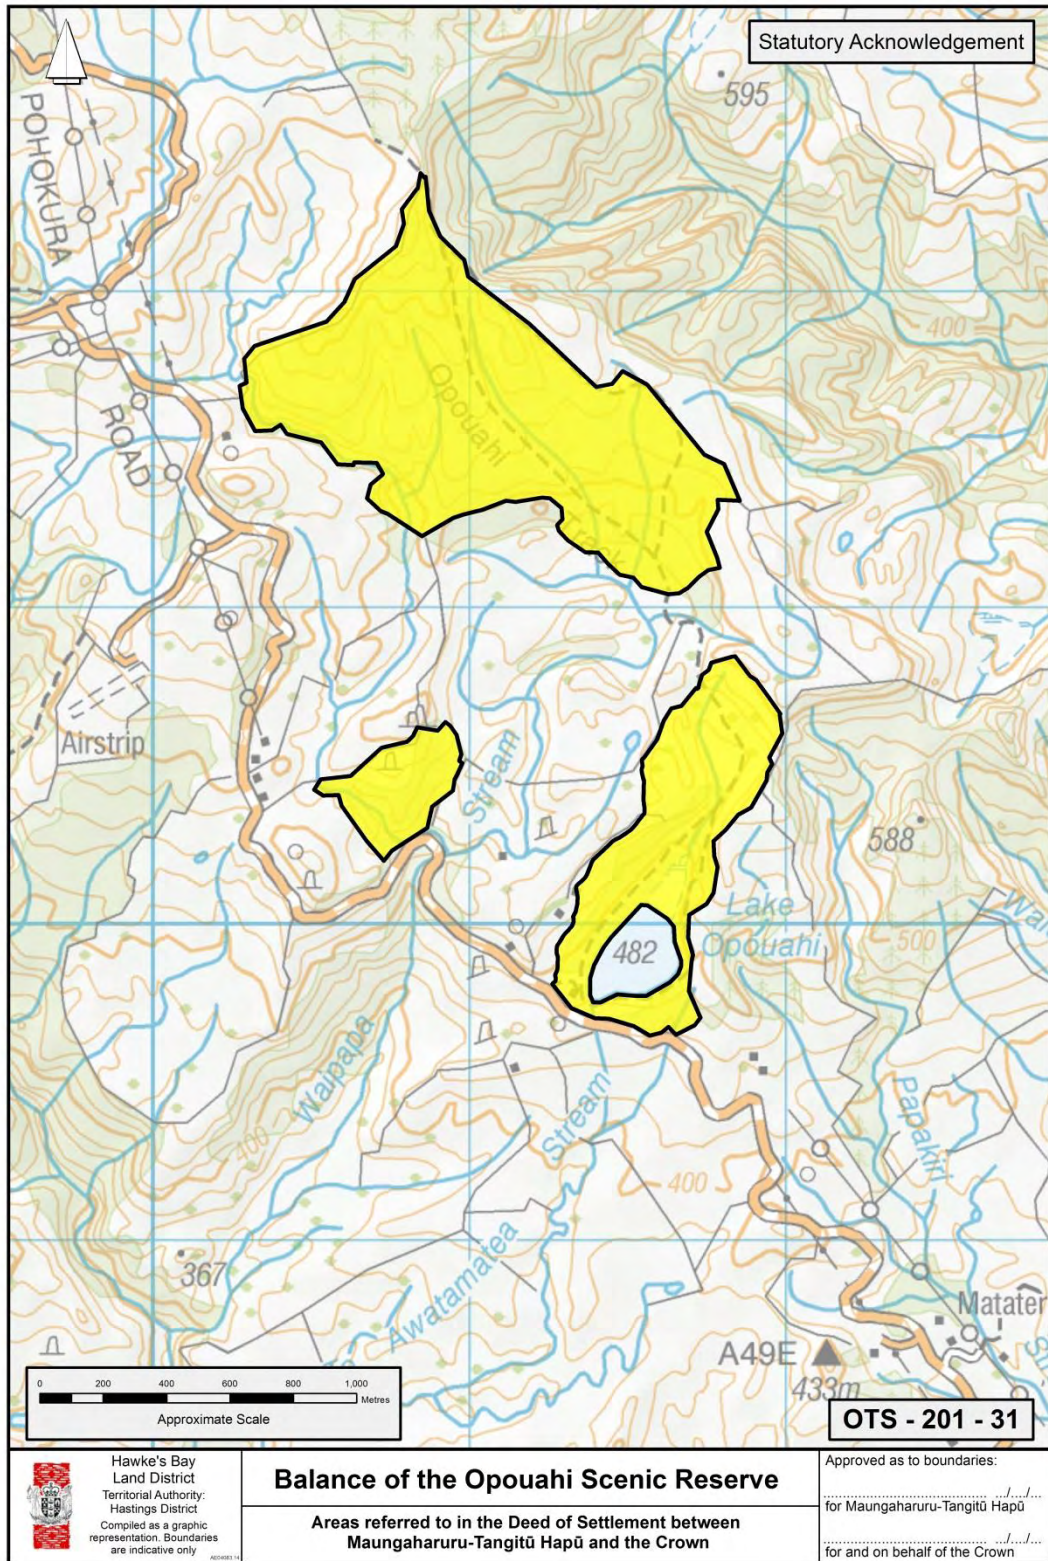 Statutory Acknowledgement
595
POHOKURA
400
Opouahi
ROAD
Track
Airstrip
Stream
588
Lake
Opouahi
482
500
Waipapa
Stream
Papakiri
400
400
367
Awatamatea
Matater
A49E
433m
0 200 400 600 800 1,000
Metres
Approximate Scale
OTS - 201 - 31
Hawke's Bay
Land District
Territorial Authority:
Hastings District
Compiled as a graphic
representation. Boundaries
are indicative only
Balance of the Opouahi Scenic Reserve
Areas referred to in the Deed of Settlement between
Maungaharuru-Tangitū Hapū and the Crown
Approved as to boundaries:
.................................... .../.../...
for Maungaharuru-Tangitū Hapū
.................................... .../.../...
for and on behalf of the Crown